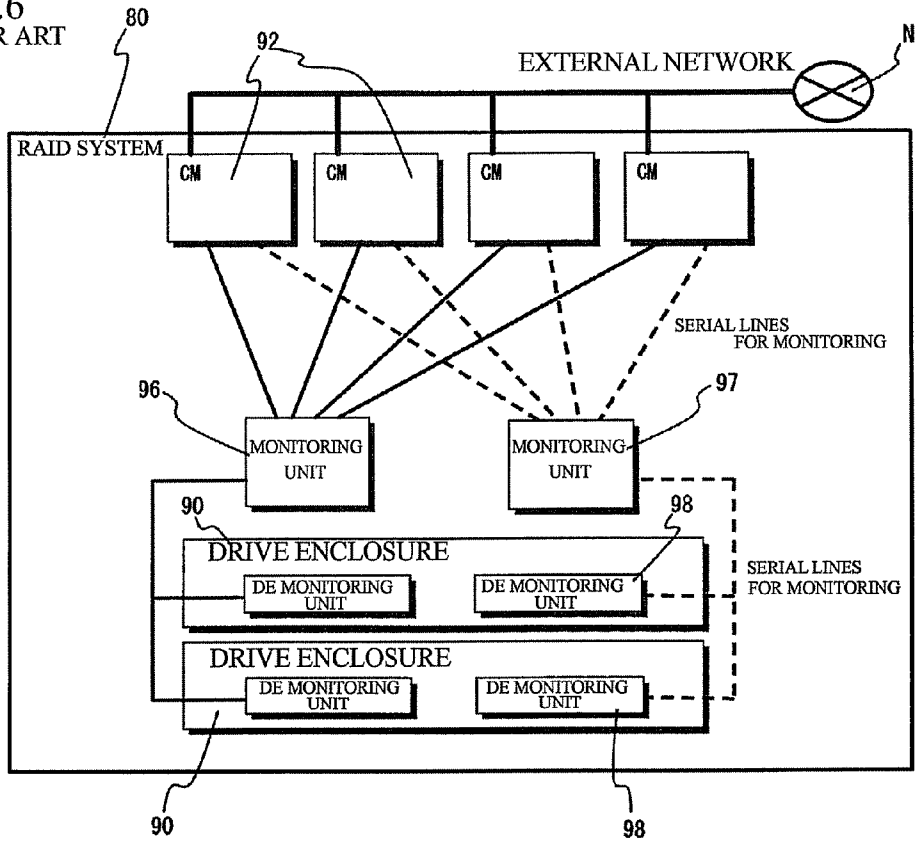 .6
R ART
80
92
N
EXTERNAL NETWORK
RAID SYSTEM
CM
CM
CM
CM
SERIAL LINES
FOR MONITORING
96
97
MONITORING
UNIT
MONITORING
UNIT
90
98
DRIVE ENCLOSURE
DE MONITORING
UNIT
DE MONITORING
UNIT
SERIAL LINES
FOR MONITORING
DRIVE ENCLOSURE
DE MONITORING
UNIT
DE MONITORING
UNIT
90
98